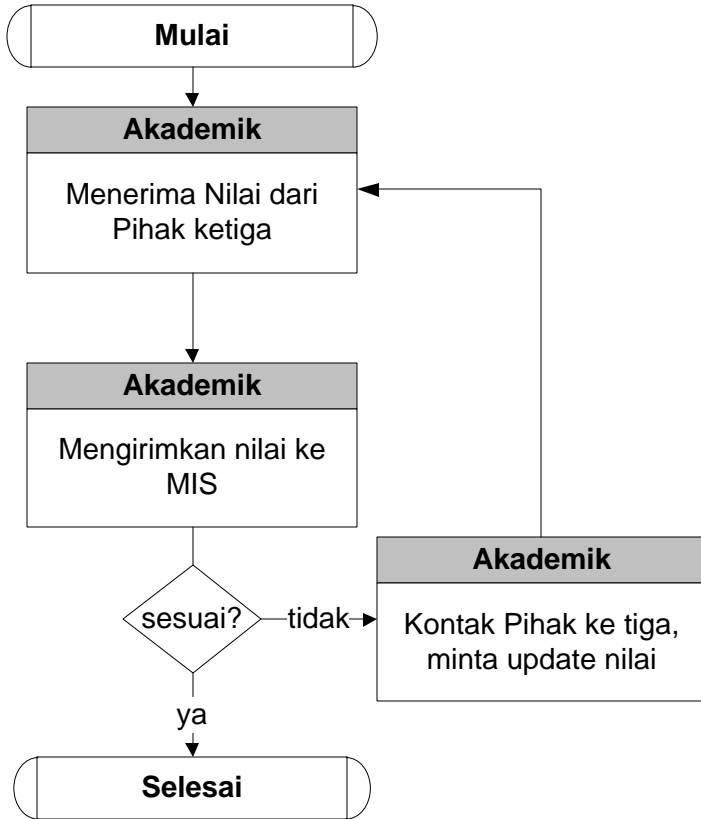 Mulai
Akademik
Menerima Nilai dari
Pihak ketiga
Akademik
Mengirimkan nilai ke
MIS
sesuai?
tidak
Akademik
Kontak Pihak ke tiga,
minta update nilai
ya
Selesai